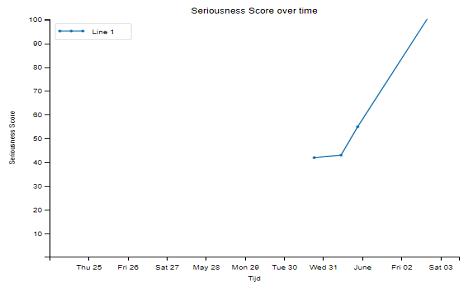 Seriousness Score over time
100
90
80
70
60
50
40
30
20
10
Line 1
Seriousness Score
Thu 25 Fri 26 Sat 27 May 28 Mon 29 Tue 30 Wed 31 June Fri 02 Sat 03
Tijd